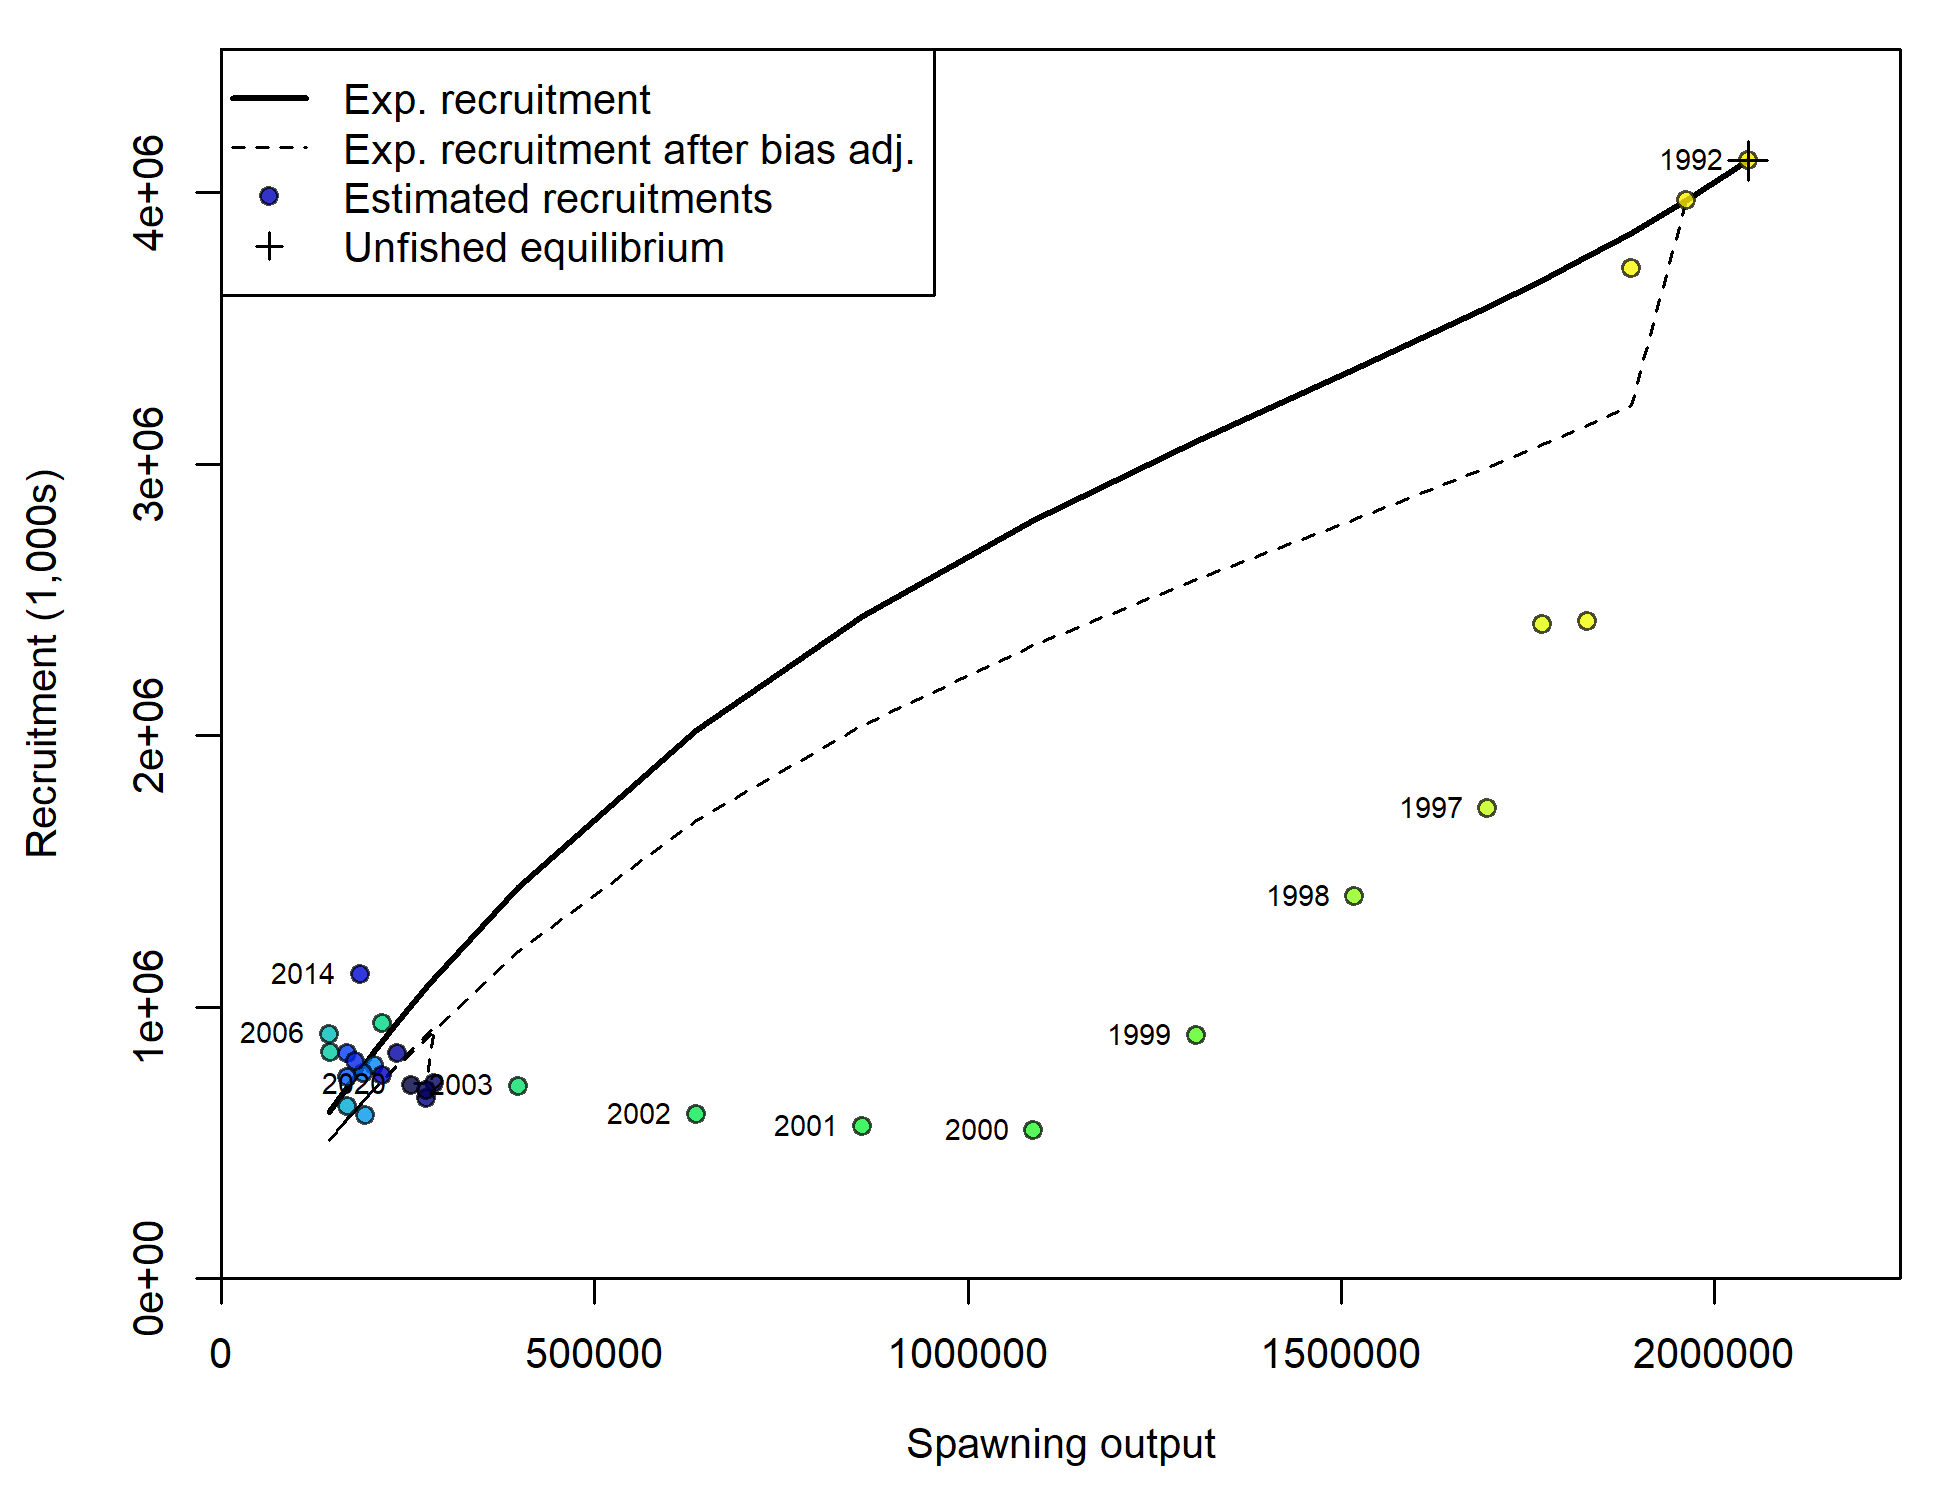 Exp. recruitment
Exp. recruitment after bias adj.
Estimated recruitments
Unfished equilibrium
1992
1997
1998
2014
2006
1999
2020
2003
2002
2001
2000
Recruitment (1,000s)
4e+06
3e+06
2e+06
1e+06
0e+00
0
500000
1000000
1500000
2000000
Spawning output